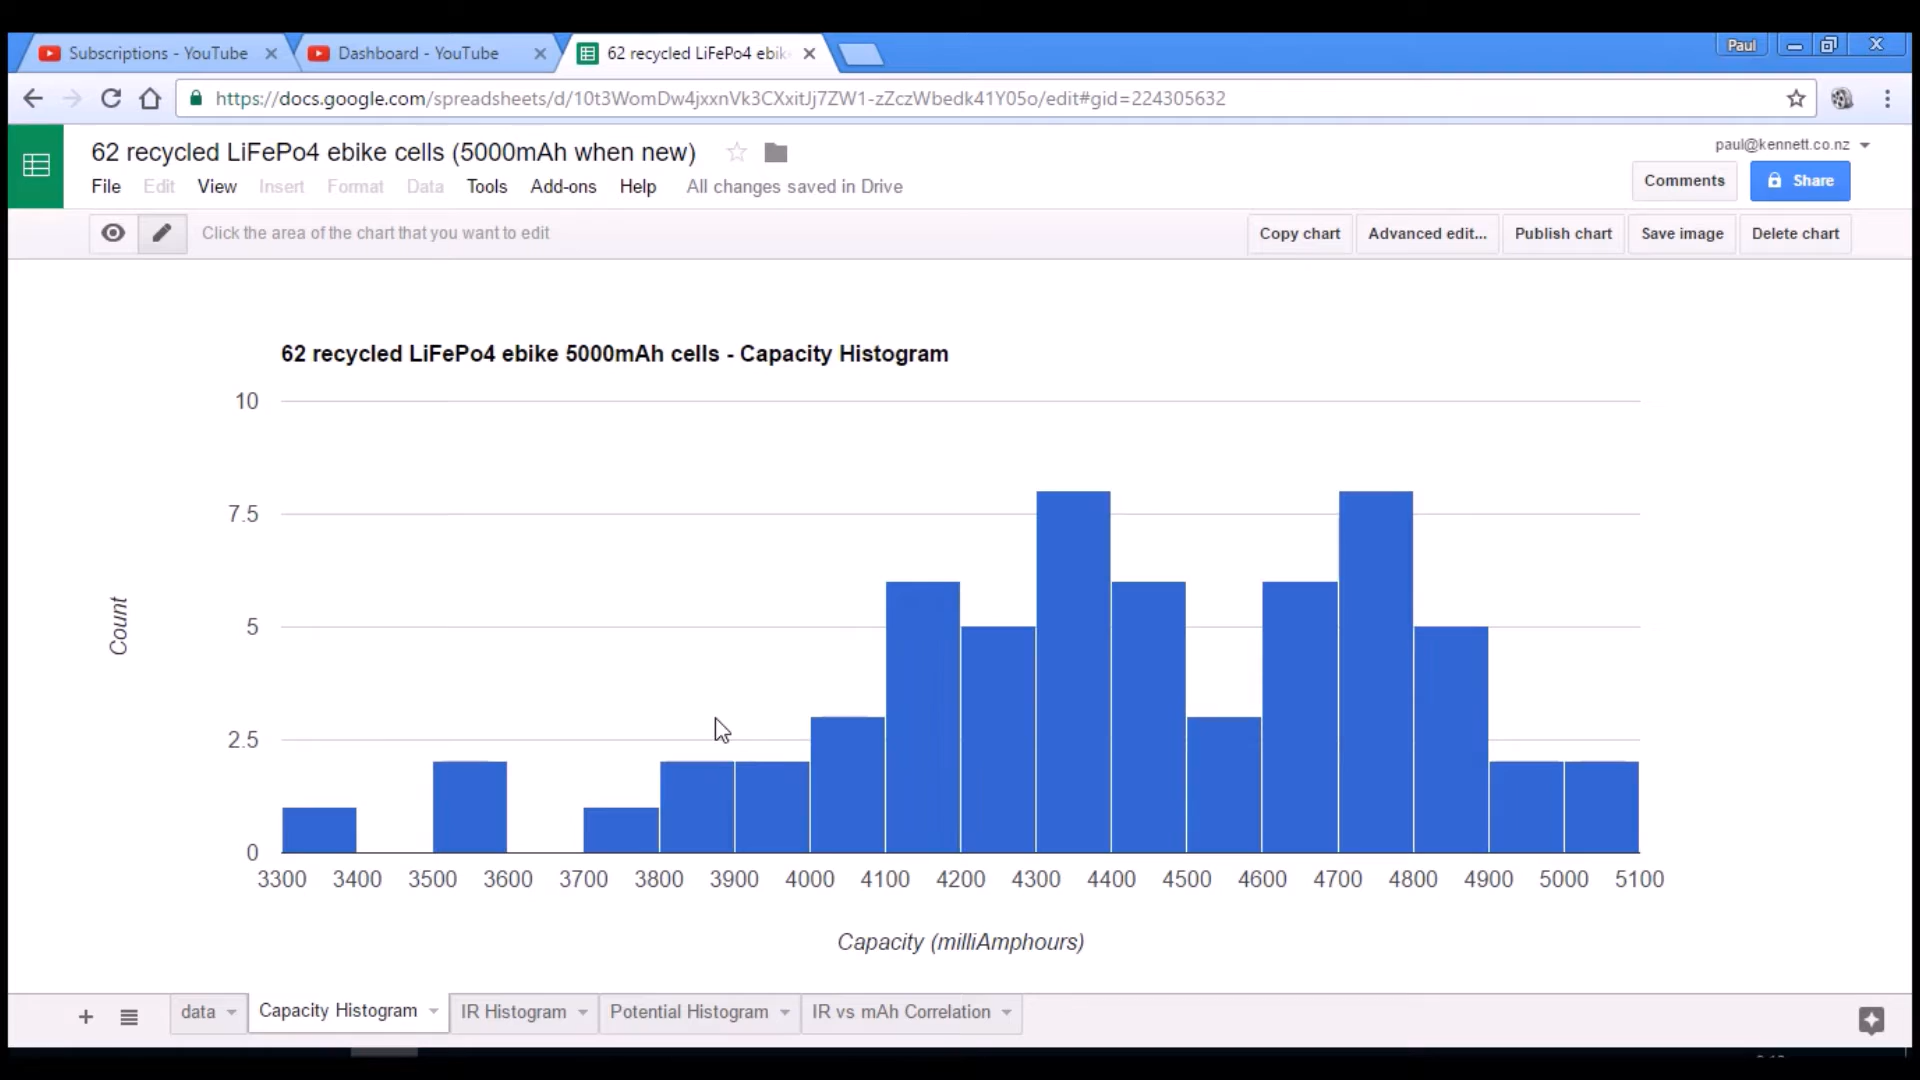 Subscriptions - YouTube
Dashboard - YouTube
62 recycled LiFePo4 ebik
Paul
https://docs.google.com/spreadsheets/d/10t3WomDw4jxxnVk3CXxitJj7ZW1-zZczWbedk41Y05o/edit#gid=224305632
62 recycled LiFePo4 ebike cells (5000mAh when new)
paul@kennett.co.nz
File Edit View Insert Format Data Tools Add-ons Help All changes saved in Drive
Comments
Share
Click the area of the chart that you want to edit
Copy chart
Advanced edit...
Publish chart
Save image
Delete chart
62 recycled LiFePo4 ebike 5000mAh cells - Capacity Histogram
10
7.5
5
2.5
0
Count
3300 3400 3500 3600 3700 3800 3900 4000 4100 4200 4300 4400 4500 4600 4700 4800 4900 5000 5100
Capacity (milliAmphours)
data
Capacity Histogram
IR Histogram
Potential Histogram
IR vs mAh Correlation